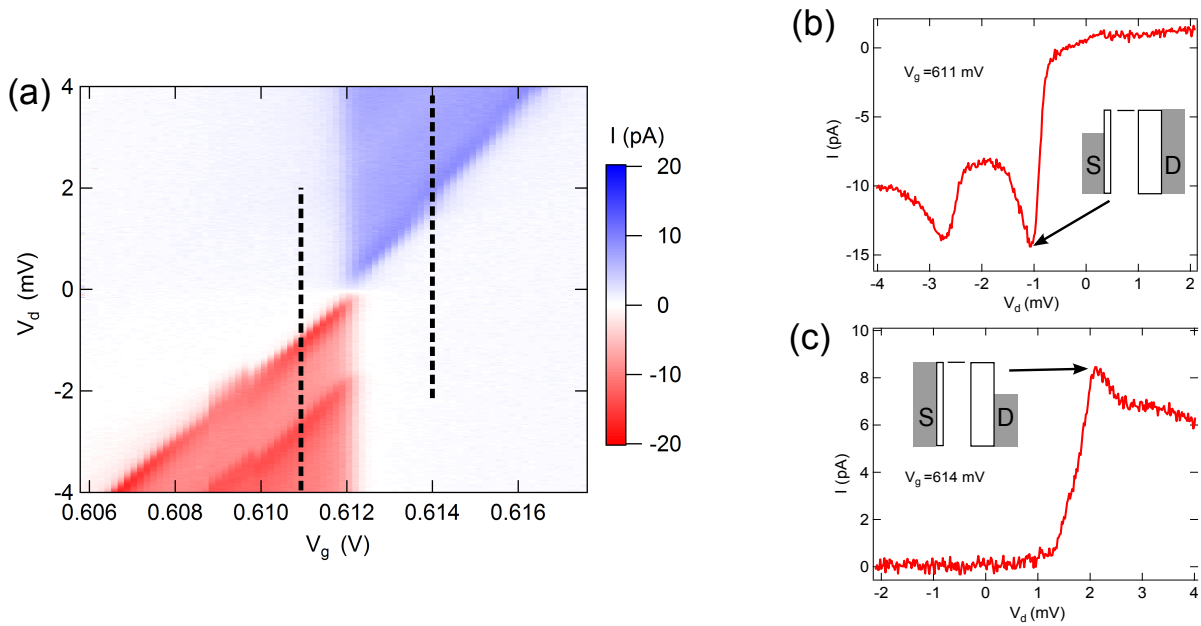 (a)
4
2
0
-2
-4
V_d (mV)
0.606 0.608 0.610 0.612 0.614 0.616
V_g (V)
I (pA)
20
10
0
-10
-20
(b)
0
-5
-10
-15
I (pA)
V_g =611 mV
S D
-4 -3 -2 -1 0 1 2
V_d (mV)
(c)
10
8
6
4
2
0
I (pA)
S D
V_g =614 mV
-2 -1 0 1 2 3 4
V_d (mV)